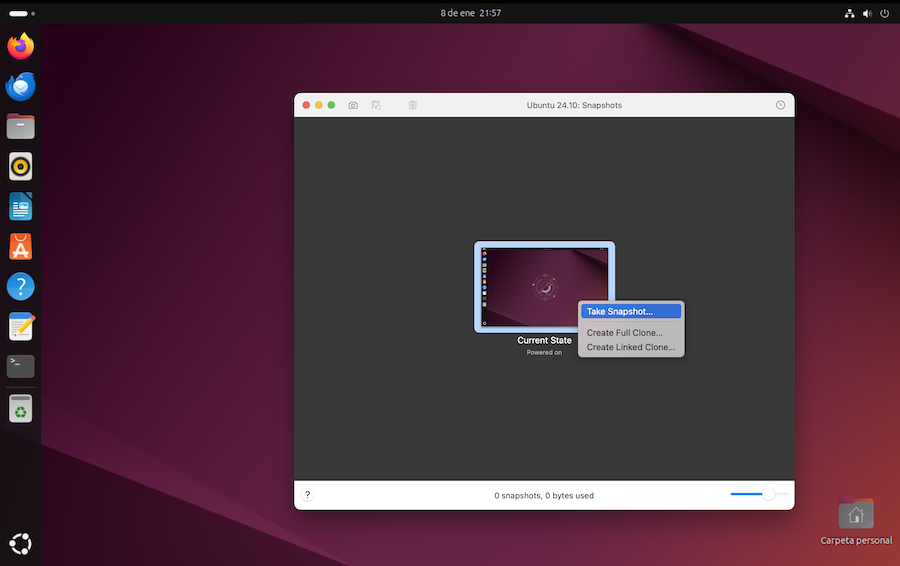 8 de ene 21:57
Ubuntu 24.10: Snapshots
Take Snapshot...
Create Full Clone...
Create Linked Clone...
Current State
Powered on
?
0 snapshots, 0 bytes used
Carpeta personal